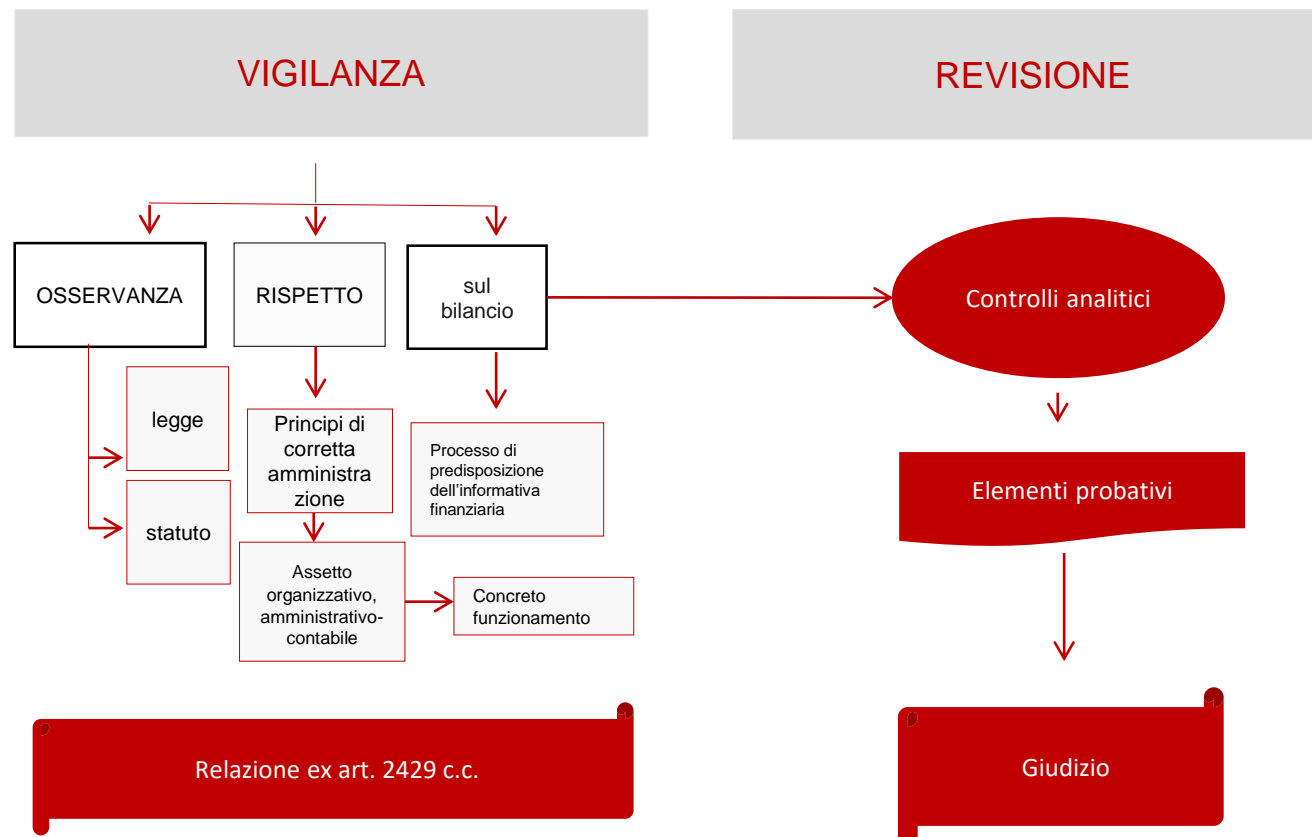 VIGILANZA
REVISIONE
OSSERVANZA
RISPETTO
sul
bilancio
Controlli analitici
legge
statuto
Principi di
corretta
amministra
zione
Processo di
predisposizione
dell'informativa
finanziaria
Elementi probativi
Assetto
organizzativo,
amministrativo-
contabile
Concreto
funzionamento
Relazione ex art. 2429 c.c.
Giudizio